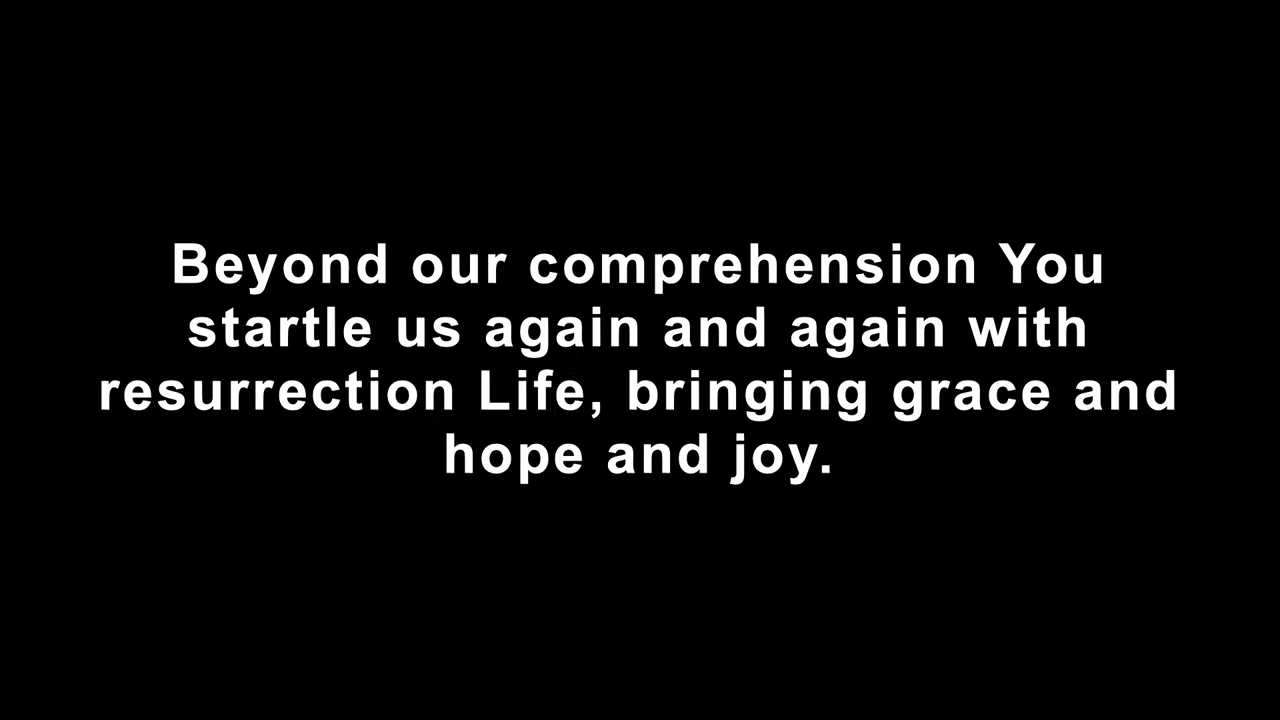 Beyond our comprehension You
startle us again and again with
resurrection Life, bringing grace and
hope and joy.